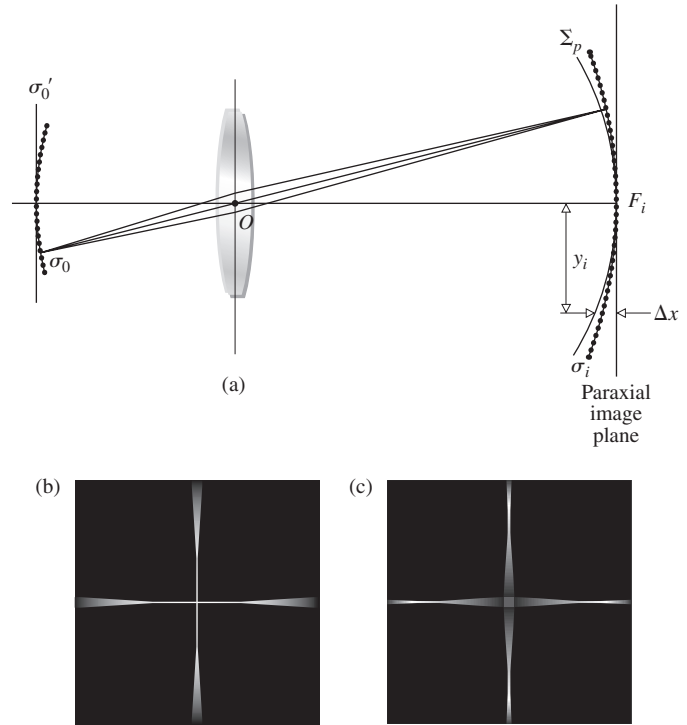 Σp
σ0′
Fi
O
σ0
yi
Δx
σi
(a)
Paraxial
image
plane
(b)
(c)